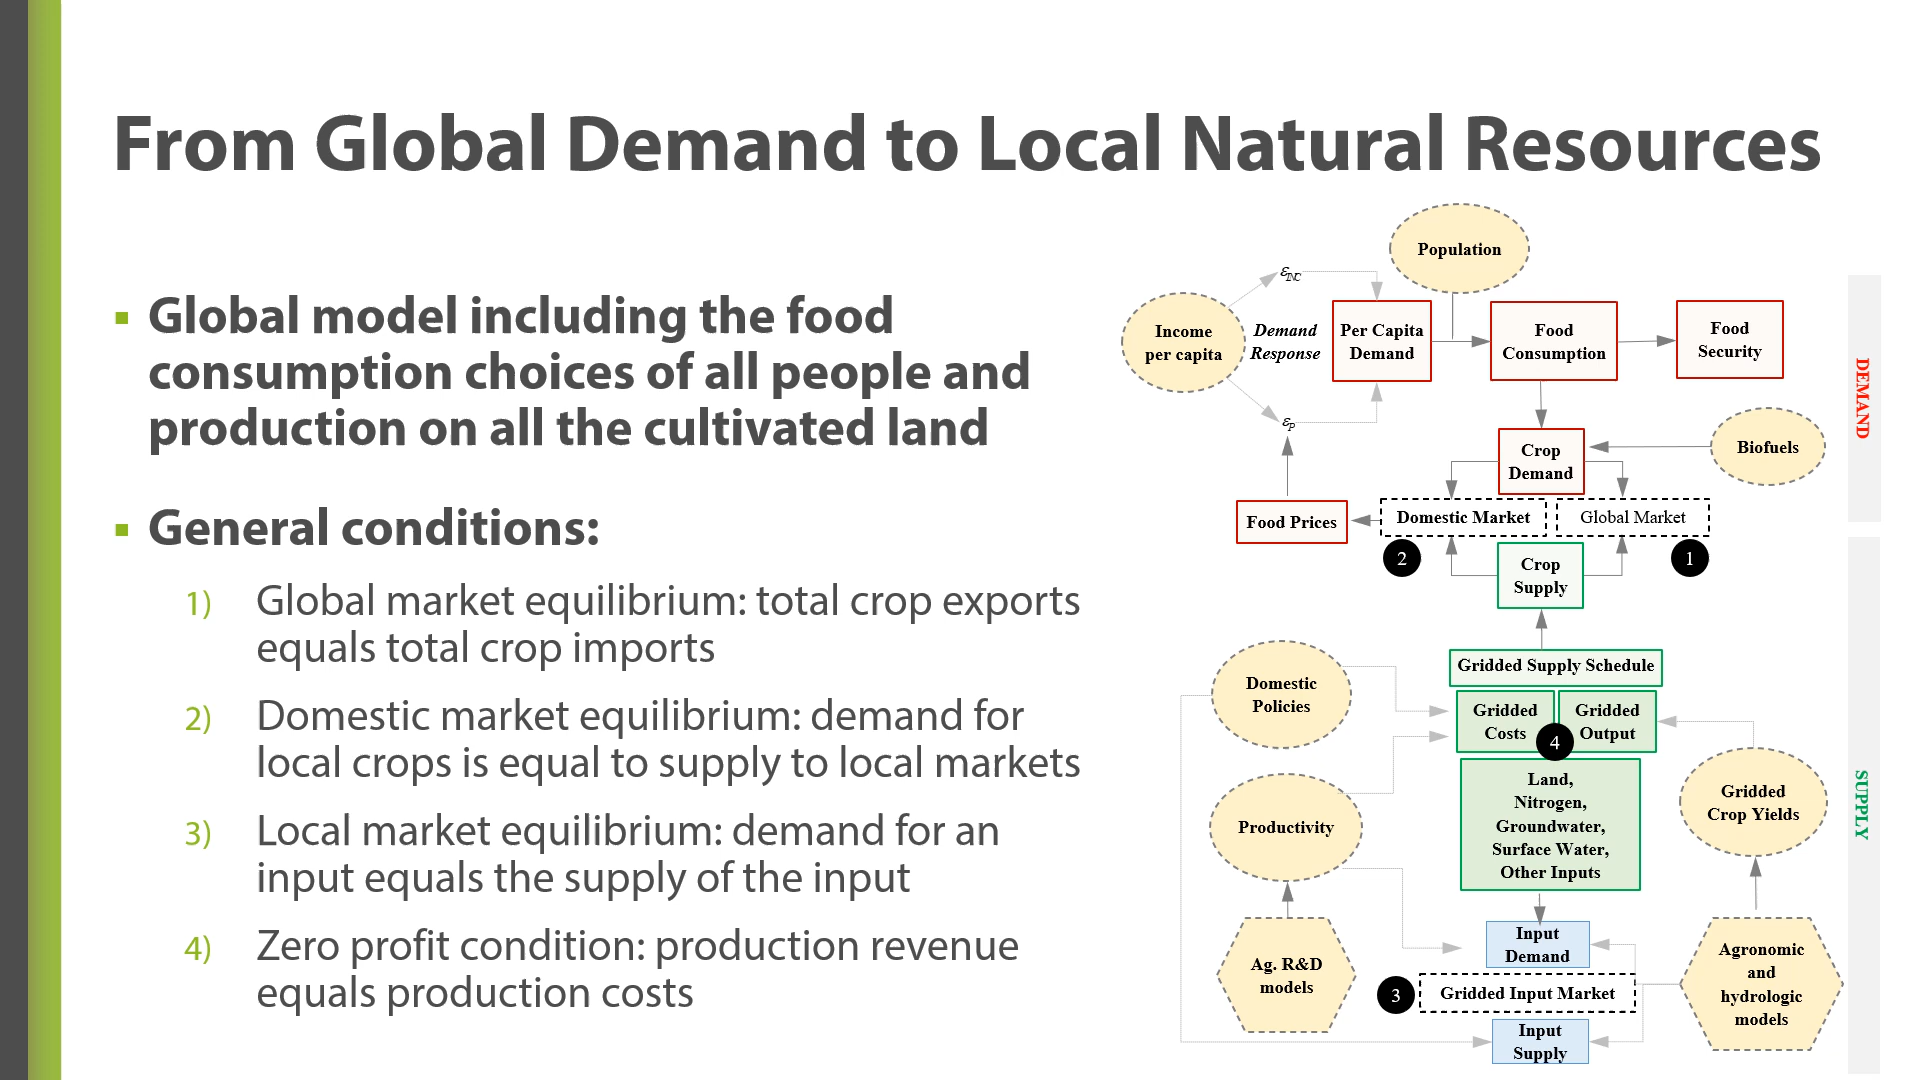 From Global Demand to Local Natural Resources
▪ Global model including the food
consumption choices of all people and
production on all the cultivated land
▪ General conditions:
1) Global market equilibrium: total crop exports
equals total crop imports
2) Domestic market equilibrium: demand for
local crops is equal to supply to local markets
3) Local market equilibrium: demand for an
input equals the supply of the input
4) Zero profit condition: production revenue
equals production costs
Population
εINC
Income
per capita
Demand
Response
Per Capita
Demand
Food
Consumption
Food
Security
εP
Crop
Demand
Biofuels
Food Prices
Domestic Market
Global Market
2
1
Crop
Supply
DEMAND
Gridded Supply Schedule
Domestic
Policies
Gridded
Costs
Gridded
Output
4
Land,
Nitrogen,
Groundwater,
Surface Water,
Other Inputs
Productivity
Gridded
Crop Yields
SUPPLY
Input
Demand
Ag. R&D
models
3
Gridded Input Market
Agronomic
and
hydrologic
models
Input
Supply